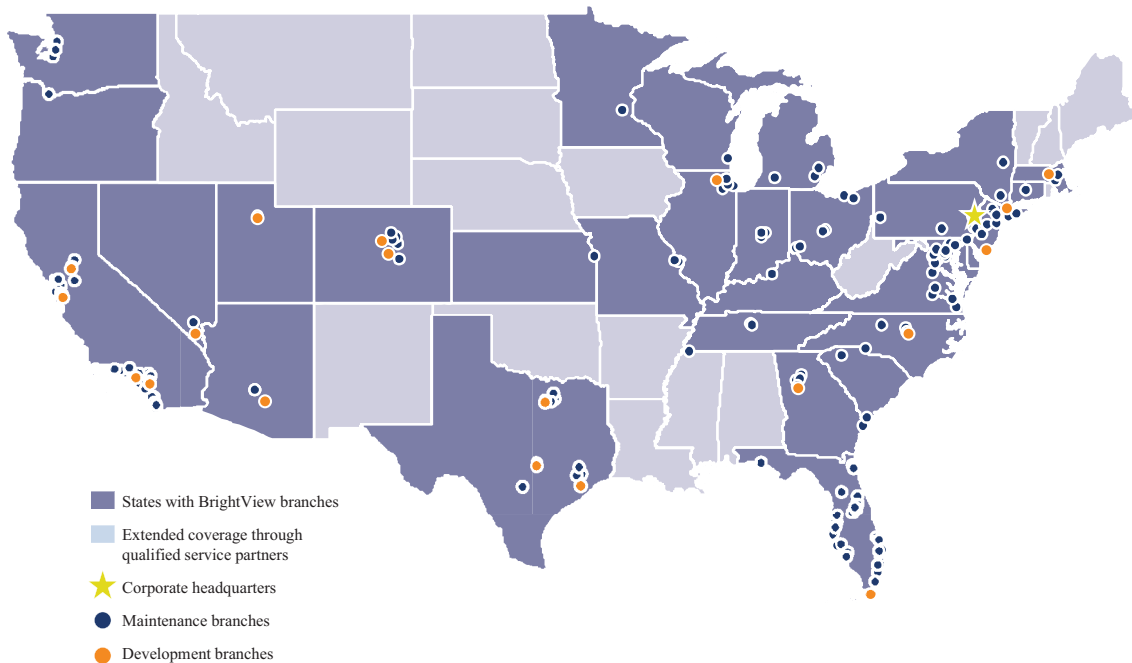 States with BrightView branches
Extended coverage through
qualified service partners
Corporate headquarters
Maintenance branches
Development branches